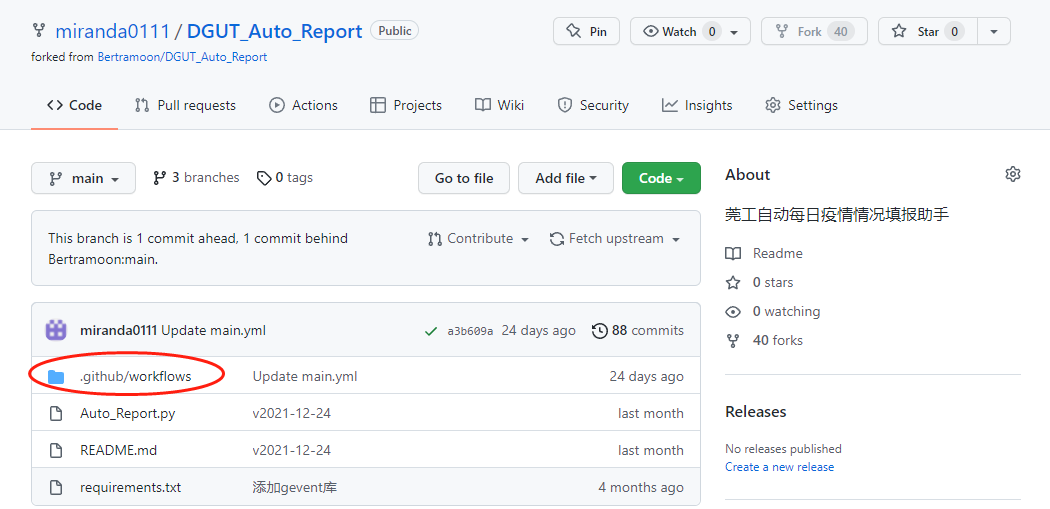 miranda0111 / DGUT_Auto_Report Public
Pin
Watch 0
Fork 40
Star 0
forked from Bertramoon/DGUT_Auto_Report
Code
Pull requests
Actions
Projects
Wiki
Security
Insights
Settings
main
3 branches
0 tags
Go to file
Add file
Code
This branch is 1 commit ahead, 1 commit behind
Bertramoon:main.
Contribute
Fetch upstream
miranda0111 Update main.yml a3b609a 24 days ago 88 commits
.github/workflows Update main.yml 24 days ago
Auto_Report.py v2021-12-24 last month
README.md v2021-12-24 last month
requirements.txt 添加gevent库 4 months ago
About
莞工自动每日疫情情况填报助手
Readme
0 stars
0 watching
40 forks
Releases
No releases published
Create a new release